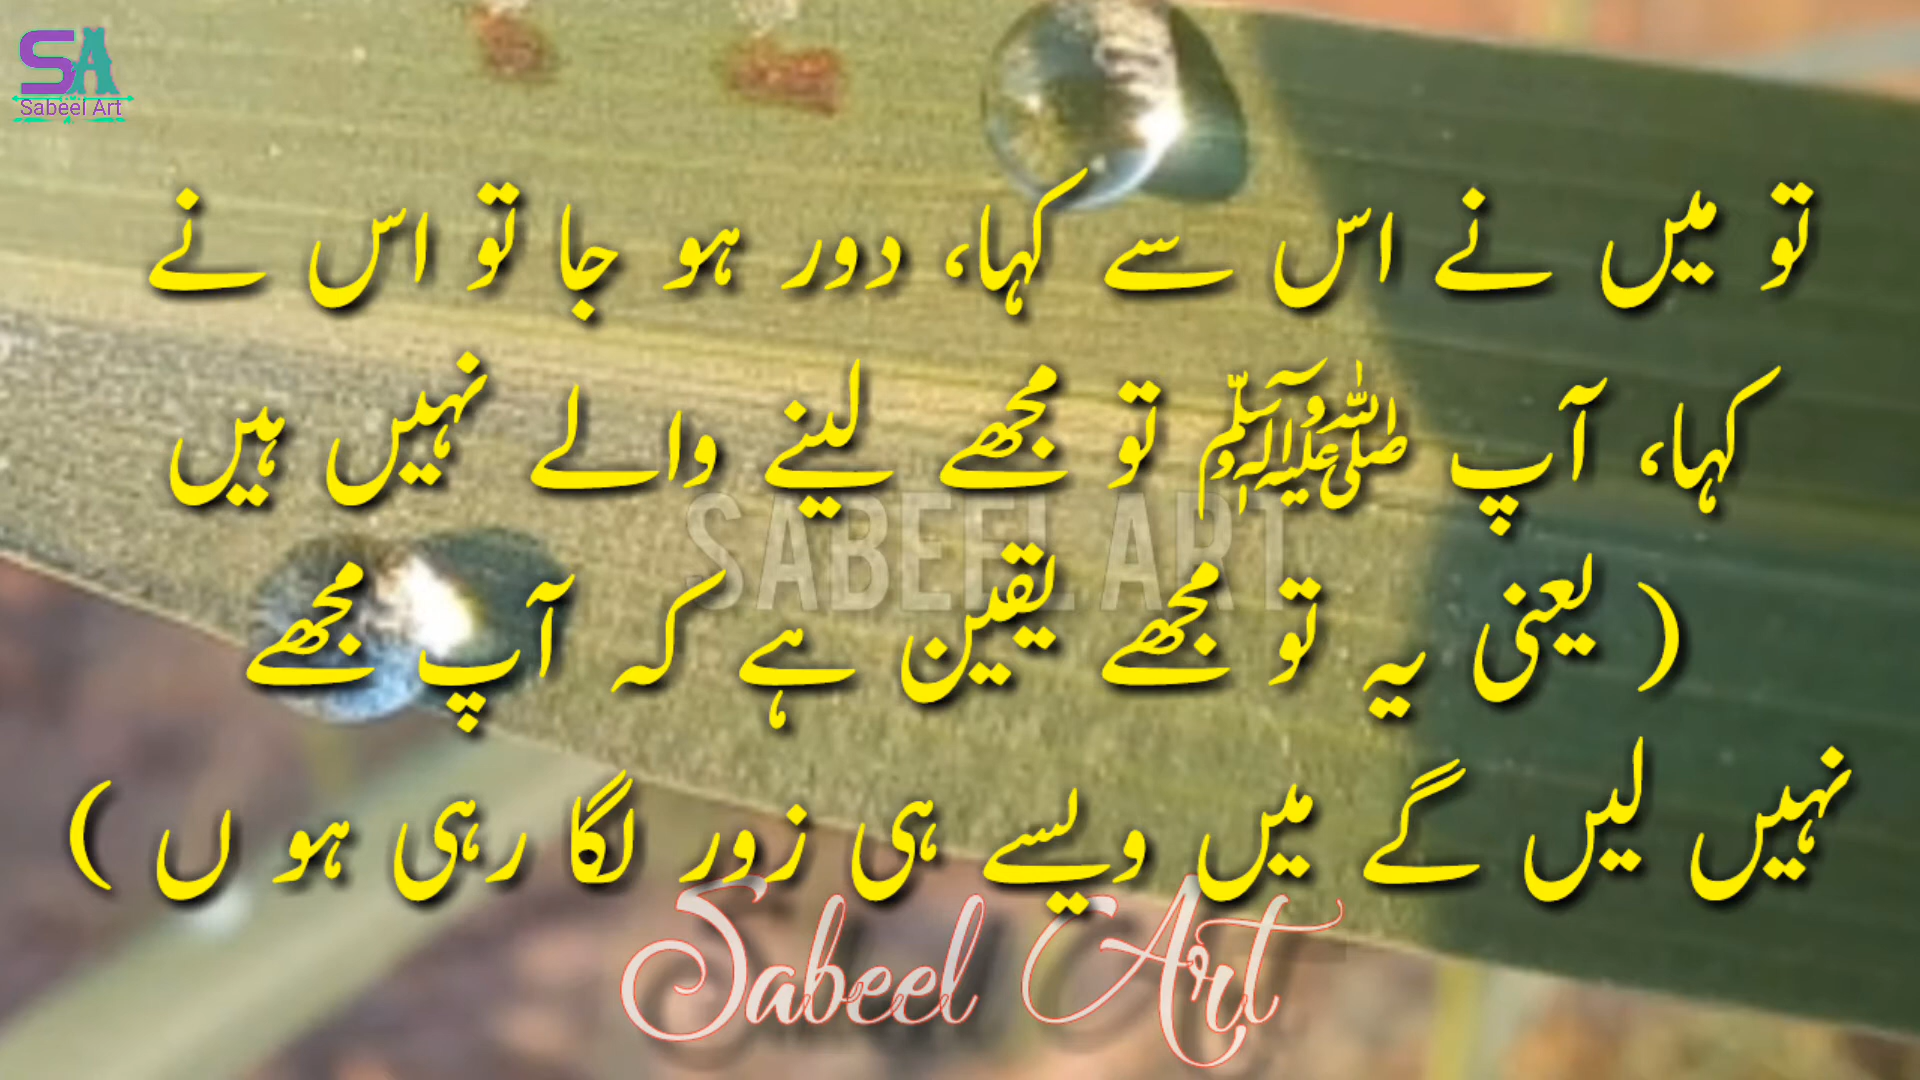 SA
Sabeel Art
تو میں نے اس سے کہا، دور ہو جا تو اس نے
کہا، آپ ﷺ تو مجھے لینے والے نہیں ہیں
( یعنی یہ تو مجھے یقین ہے کہ آپ مجھے
نہیں لیں گے میں ویسے ہی زور لگا رہی ہو ں )
SABEEL ART
Sabeel Art